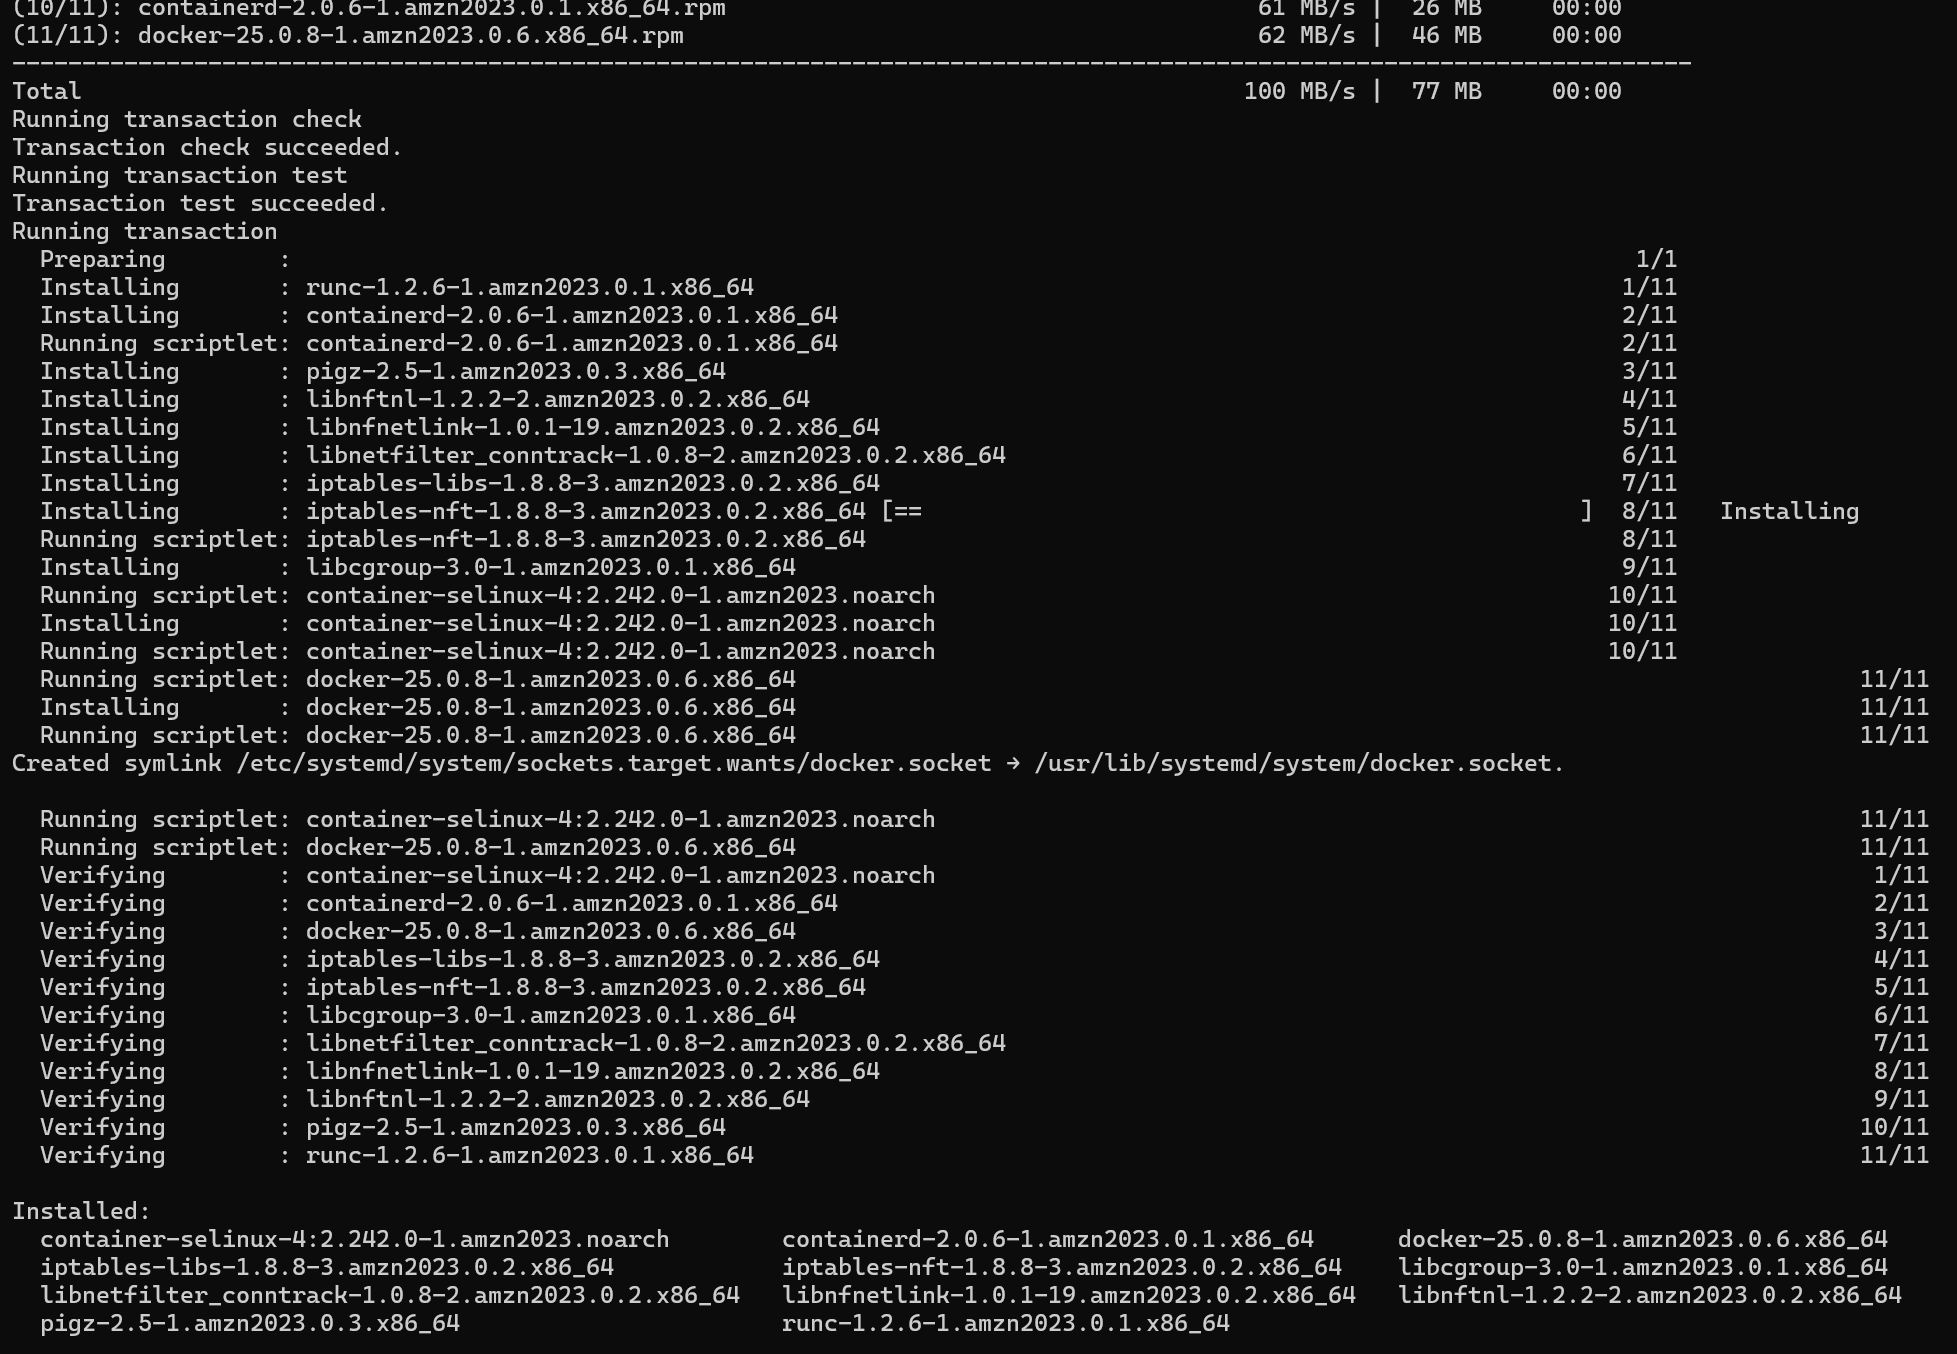 (10/11): containerd-2.0.6-1.amzn2023.0.1.x86_64.rpm 61 MB/s | 26 MB 00:00
(11/11): docker-25.0.8-1.amzn2023.0.6.x86_64.rpm 62 MB/s | 46 MB 00:00
------------------------------------------------------------------------------------------------------------------------
Total 100 MB/s | 77 MB 00:00
Running transaction check
Transaction check succeeded.
Running transaction test
Transaction test succeeded.
Running transaction
  Preparing        : 1/1
  Installing       : runc-1.2.6-1.amzn2023.0.1.x86_64 1/11
  Installing       : containerd-2.0.6-1.amzn2023.0.1.x86_64 2/11
  Running scriptlet: containerd-2.0.6-1.amzn2023.0.1.x86_64 2/11
  Installing       : pigz-2.5-1.amzn2023.0.3.x86_64 3/11
  Installing       : libnftnl-1.2.2-2.amzn2023.0.2.x86_64 4/11
  Installing       : libnfnetlink-1.0.1-19.amzn2023.0.2.x86_64 5/11
  Installing       : libnetfilter_conntrack-1.0.8-2.amzn2023.0.2.x86_64 6/11
  Installing       : iptables-libs-1.8.8-3.amzn2023.0.2.x86_64 7/11
  Installing       : iptables-nft-1.8.8-3.amzn2023.0.2.x86_64 [== ] 8/11 Installing
  Running scriptlet: iptables-nft-1.8.8-3.amzn2023.0.2.x86_64 8/11
  Installing       : libcgroup-3.0-1.amzn2023.0.1.x86_64 9/11
  Running scriptlet: container-selinux-4:2.242.0-1.amzn2023.noarch 10/11
  Installing       : container-selinux-4:2.242.0-1.amzn2023.noarch 10/11
  Running scriptlet: container-selinux-4:2.242.0-1.amzn2023.noarch 10/11
  Running scriptlet: docker-25.0.8-1.amzn2023.0.6.x86_64 11/11
  Installing       : docker-25.0.8-1.amzn2023.0.6.x86_64 11/11
  Running scriptlet: docker-25.0.8-1.amzn2023.0.6.x86_64 11/11
Created symlink /etc/systemd/system/sockets.target.wants/docker.socket → /usr/lib/systemd/system/docker.socket.

  Running scriptlet: container-selinux-4:2.242.0-1.amzn2023.noarch 11/11
  Running scriptlet: docker-25.0.8-1.amzn2023.0.6.x86_64 11/11
  Verifying        : container-selinux-4:2.242.0-1.amzn2023.noarch 1/11
  Verifying        : containerd-2.0.6-1.amzn2023.0.1.x86_64 2/11
  Verifying        : docker-25.0.8-1.amzn2023.0.6.x86_64 3/11
  Verifying        : iptables-libs-1.8.8-3.amzn2023.0.2.x86_64 4/11
  Verifying        : iptables-nft-1.8.8-3.amzn2023.0.2.x86_64 5/11
  Verifying        : libcgroup-3.0-1.amzn2023.0.1.x86_64 6/11
  Verifying        : libnetfilter_conntrack-1.0.8-2.amzn2023.0.2.x86_64 7/11
  Verifying        : libnfnetlink-1.0.1-19.amzn2023.0.2.x86_64 8/11
  Verifying        : libnftnl-1.2.2-2.amzn2023.0.2.x86_64 9/11
  Verifying        : pigz-2.5-1.amzn2023.0.3.x86_64 10/11
  Verifying        : runc-1.2.6-1.amzn2023.0.1.x86_64 11/11

Installed:
  container-selinux-4:2.242.0-1.amzn2023.noarch containerd-2.0.6-1.amzn2023.0.1.x86_64 docker-25.0.8-1.amzn2023.0.6.x86_64
  iptables-libs-1.8.8-3.amzn2023.0.2.x86_64 iptables-nft-1.8.8-3.amzn2023.0.2.x86_64 libcgroup-3.0-1.amzn2023.0.1.x86_64
  libnetfilter_conntrack-1.0.8-2.amzn2023.0.2.x86_64 libnfnetlink-1.0.1-19.amzn2023.0.2.x86_64 libnftnl-1.2.2-2.amzn2023.0.2.x86_64
  pigz-2.5-1.amzn2023.0.3.x86_64 runc-1.2.6-1.amzn2023.0.1.x86_64